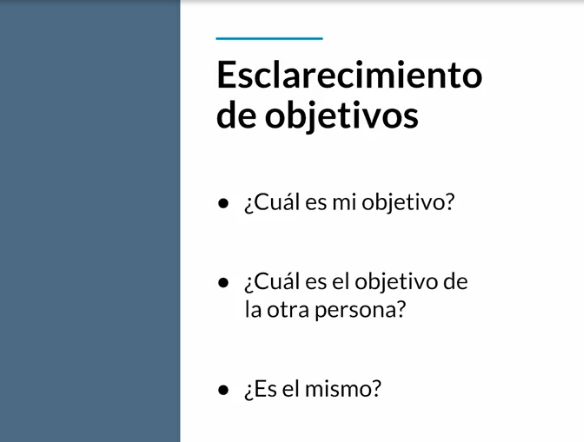 Esclarecimiento
de objetivos
● ¿Cuál es mi objetivo?
● ¿Cuál es el objetivo de
la otra persona?
● ¿Es el mismo?